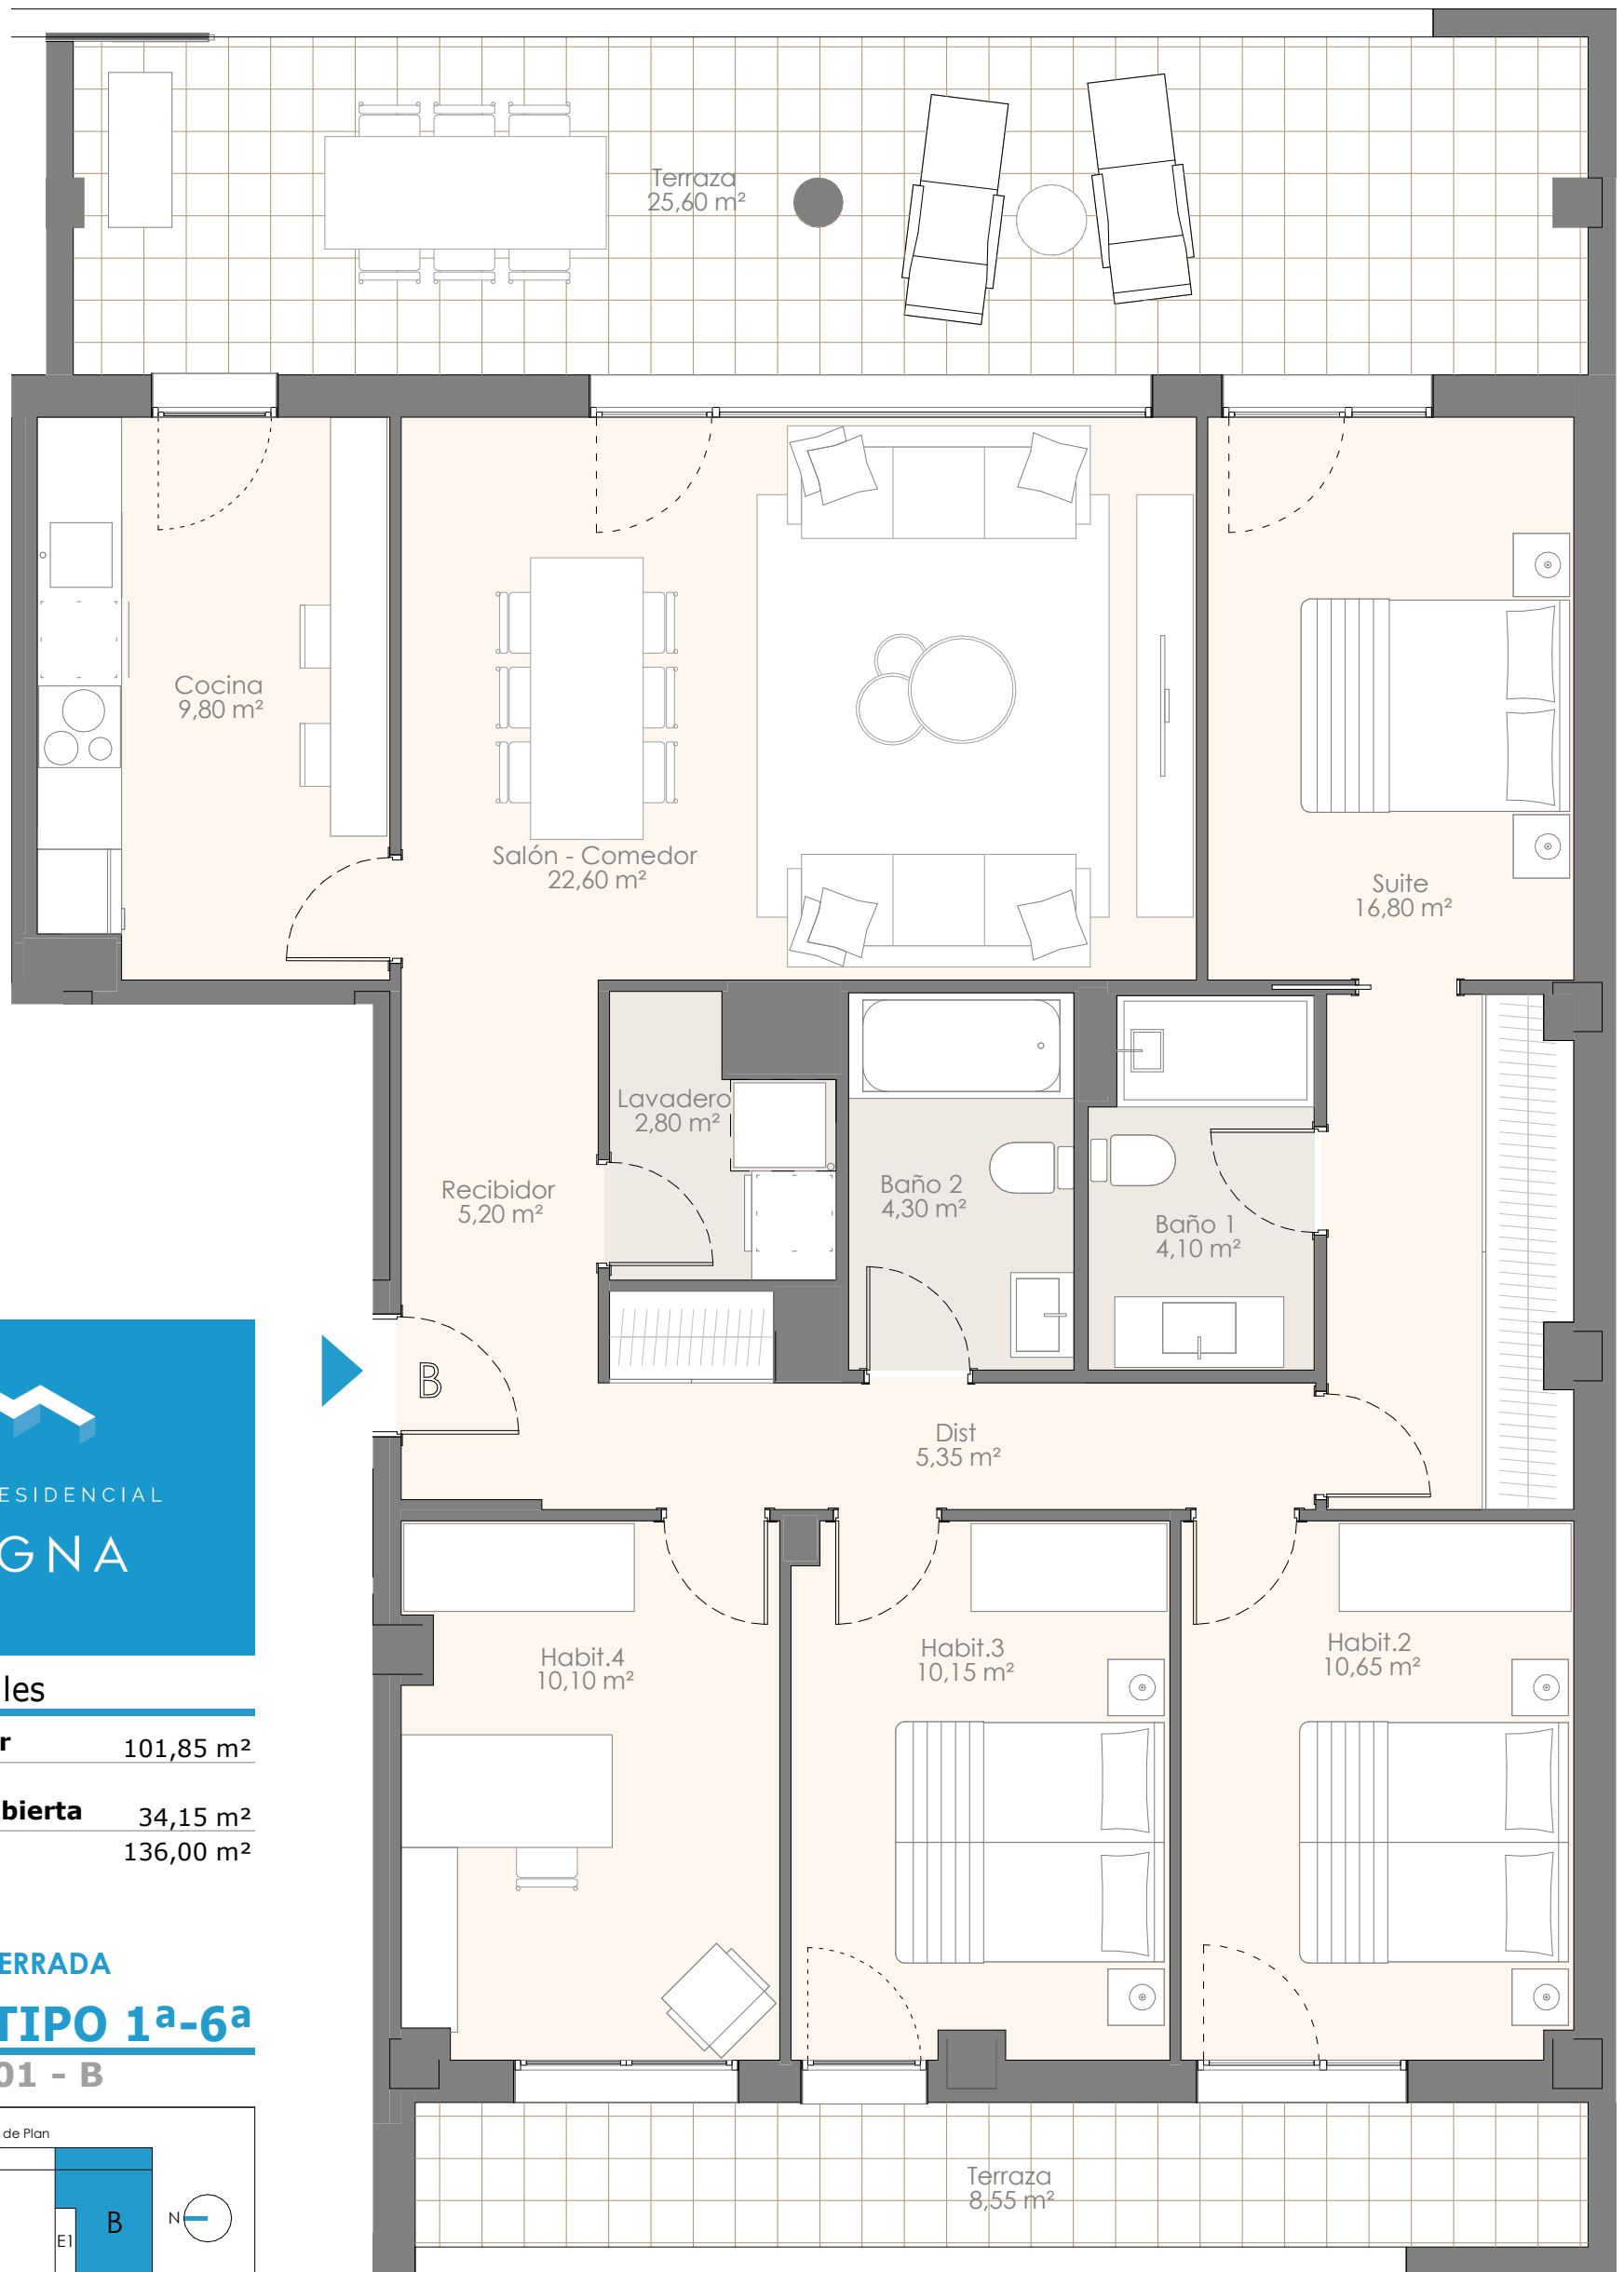 Terraza
25,60 m²
Cocina
9,80 m²
Salón - Comedor
22,60 m²
Suite
16,80 m²
Lavadero
2,80 m²
Recibidor
5,20 m²
Baño 2
4,30 m²
Baño 1
4,10 m²
B
Dist
5,35 m²
Habit.4
10,10 m²
Habit.3
10,15 m²
Habit.2
10,65 m²
Terraza
8,55 m²
ESIDENCIAL
GNA
les
r 101,85 m²
bierta 34,15 m²
136,00 m²
ERRADA
TIPO 1ª-6ª
01 - B
de Plan
B
E1
N